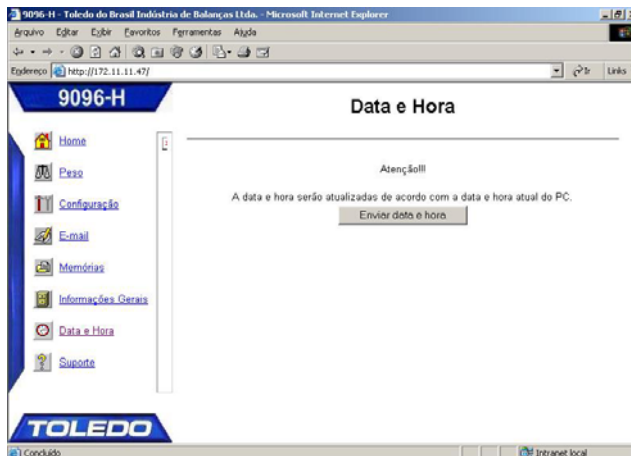 9096-H - Toledo do Brasil Indústria de Balanças Ltda. - Microsoft Internet Explorer
Arquivo Editar Exibir Favoritos Ferramentas Ajuda
Endereço http://172.11.11.47/ Ir Links
9096-H
Data e Hora
Home
Peso
Configuração
E-mail
Memórias
Informações Gerais
Data e Hora
Suporte
Atenção!!!
A data e hora serão atualizadas de acordo com a data e hora atual do PC.
Enviar data e hora
TOLEDO
Concluído Intranet local